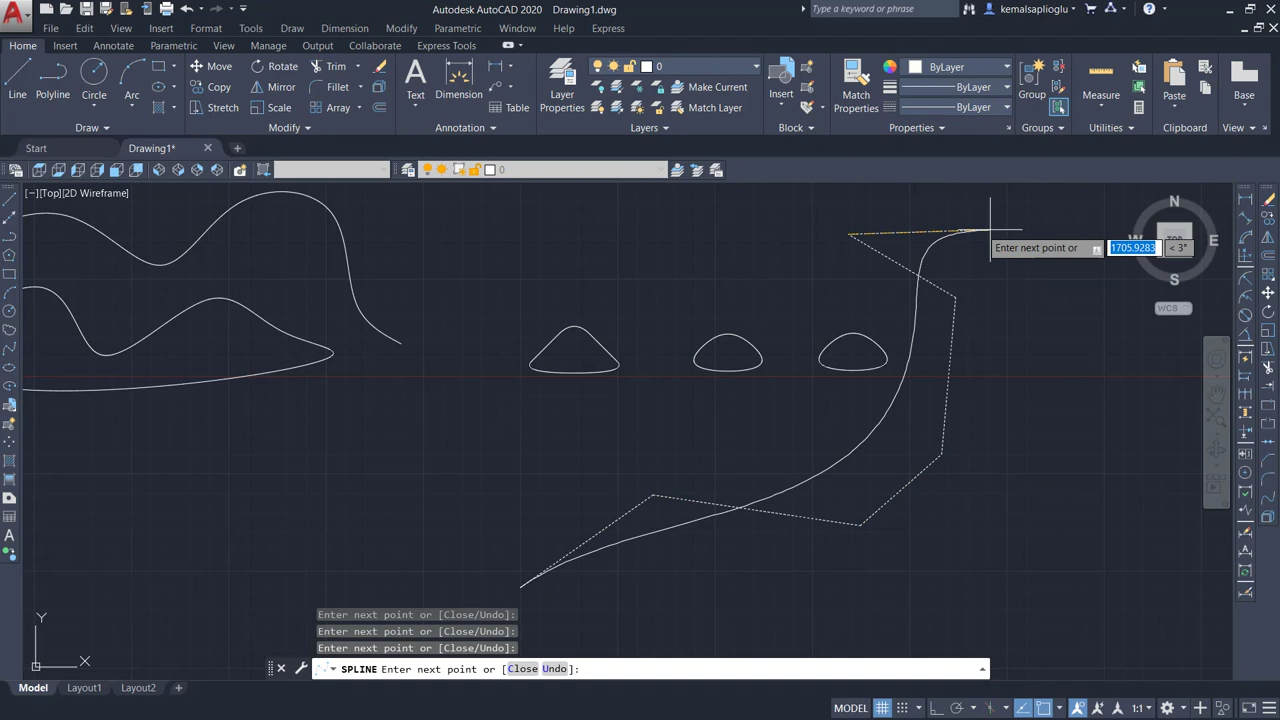 A
Autodesk AutoCAD 2020 Drawing1.dwg
Type a keyword or phrase
kemalsaplioglu
File Edit View Insert Format Tools Draw Dimension Modify Parametric Window Help Express
Home Insert Annotate Parametric View Manage Output Collaborate Express Tools
Line Polyline Circle Arc
Move Rotate Trim
Copy Mirror Fillet
Stretch Scale Array
Text Dimension Table
Layer Properties
0
Make Current
Match Layer
Insert
Match Properties
ByLayer
ByLayer
ByLayer
Group
Measure
Paste
Base
Draw Modify Annotation Layers Block Properties Groups Utilities Clipboard View
Start Drawing1*
0
[−][Top][2D Wireframe]
N
W TOP E
S
WCS
Enter next point or 1705.9283 < 3°
Y
X
Enter next point or [Close/Undo]:
Enter next point or [Close/Undo]:
Enter next point or [Close/Undo]:
SPLINE Enter next point or [Close Undo]:
Model Layout1 Layout2 +
MODEL 1:1